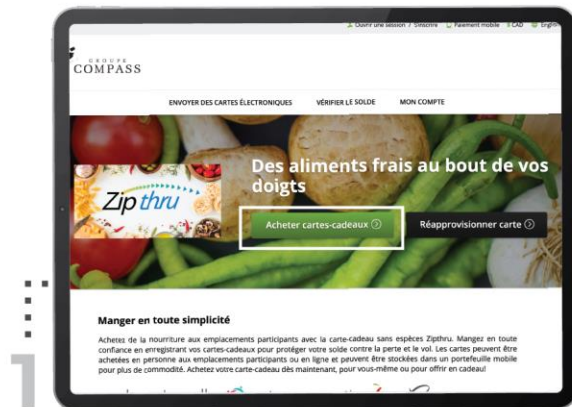 Ouvrir une session / S'inscrire Paiement mobile CAD English
GROUPE
COMPASS
ENVOYER DES CARTES ÉLECTRONIQUES VÉRIFIER LE SOLDE MON COMPTE
Des aliments frais au bout de vos
doigts
Zip thru
Acheter cartes-cadeaux Réapprovisionner carte
Manger en toute simplicité
Achetez de la nourriture aux emplacements participants avec la carte-cadeau sans espèces Zipthru. Mangez en toute
confiance en enregistrant vos cartes-cadeaux pour protéger votre solde contre la perte et le vol. Les cartes peuvent être
achetées en personne aux emplacements participants ou en ligne et peuvent être stockées dans un portefeuille mobile
pour plus de commodité. Achetez votre carte-cadeau dès maintenant, pour vous-même ou pour offrir en cadeau!
1